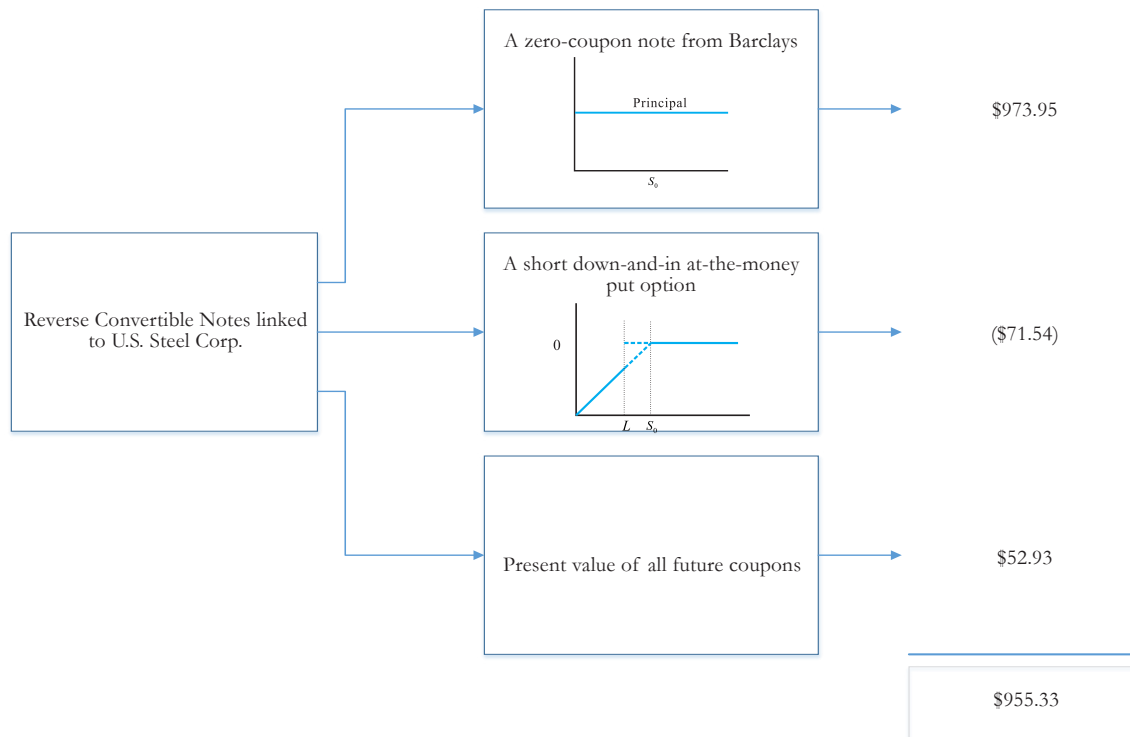 A zero-coupon note from Barclays
Principal
S₀
$973.95
Reverse Convertible Notes linked
to U.S. Steel Corp.
A short down-and-in at-the-money
put option
0
L S₀
($71.54)
Present value of all future coupons
$52.93
$955.33